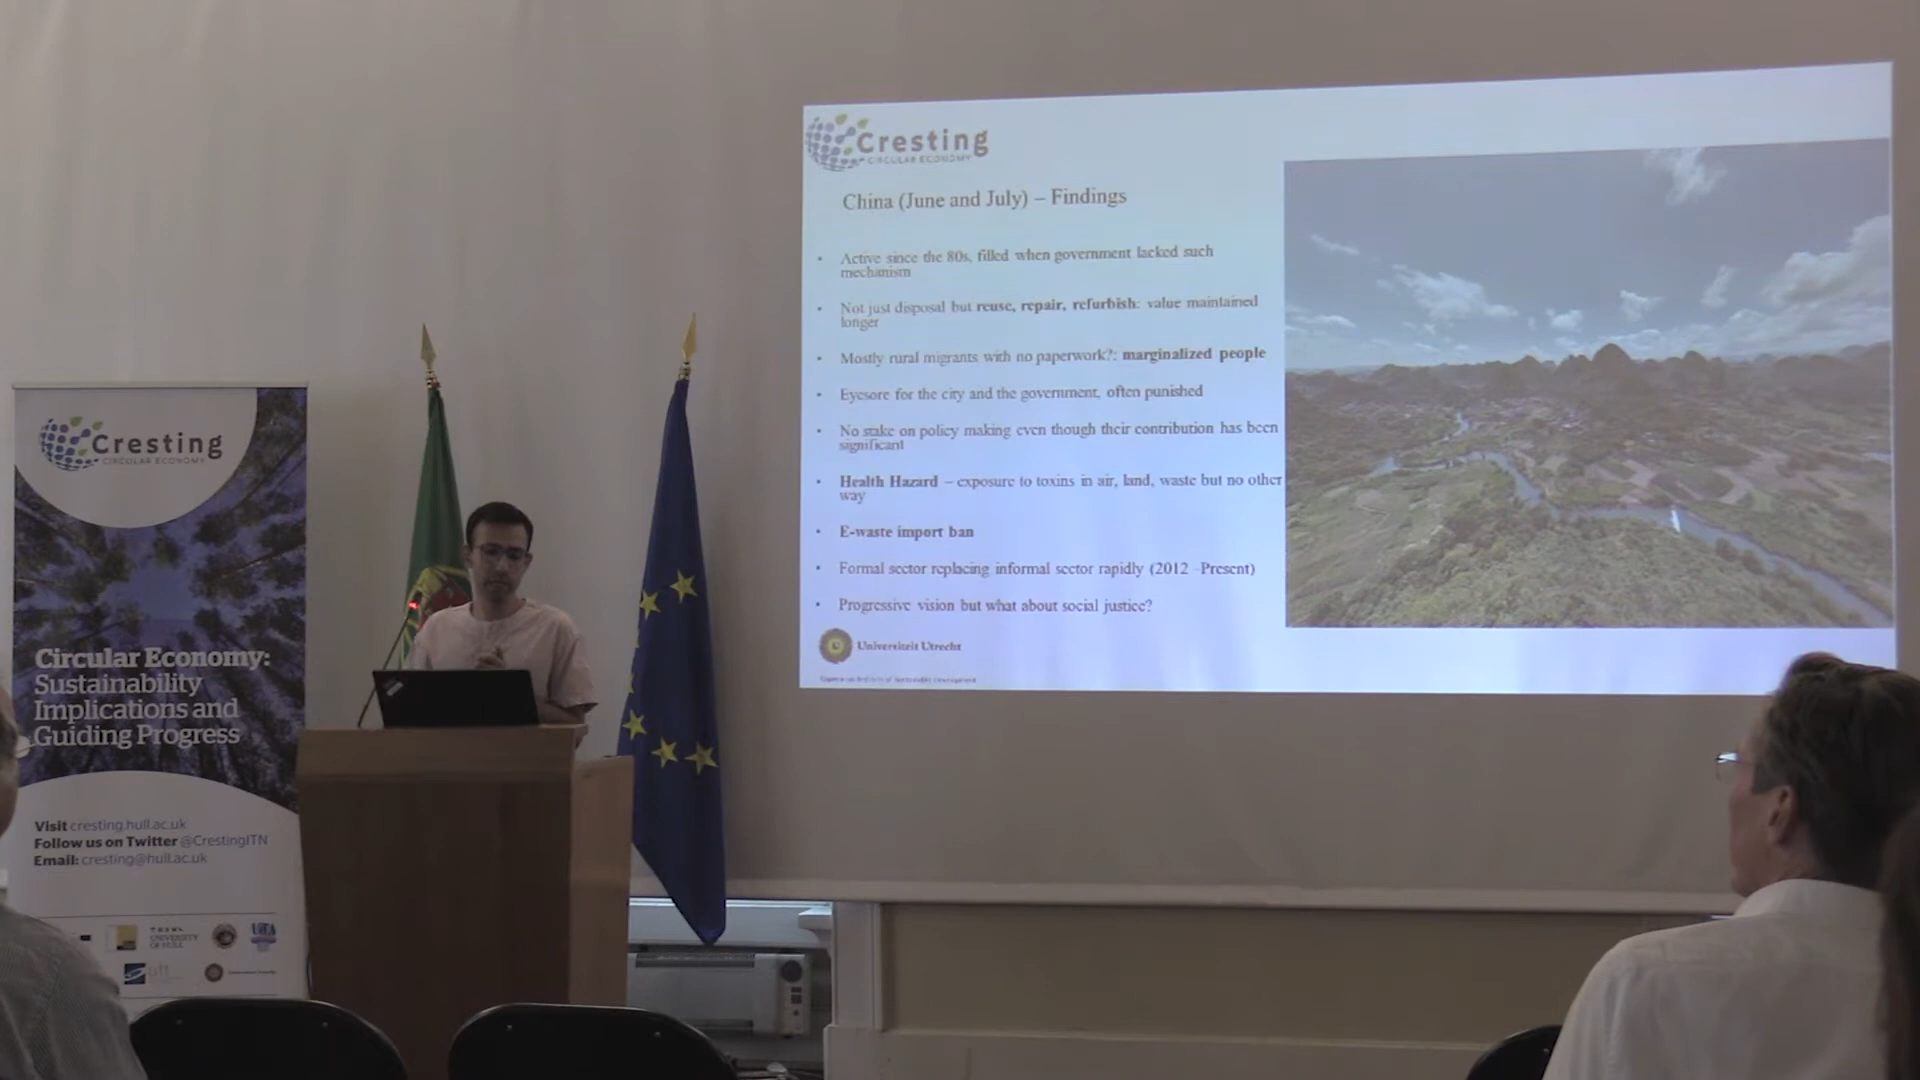 Cresting
CIRCULAR ECONOMY
Circular Economy:
Sustainability
Implications and
Guiding Progress
Visit cresting.hull.ac.uk
Follow us on Twitter @CrestingITN
Email: cresting@hull.ac.uk
UNIVERSITY
OF HULL
Cresting
CIRCULAR ECONOMY
China (June and July) – Findings
• Active since the 80s, filled when government lacked such
mechanism
• Not just disposal but reuse, repair, refurbish: value maintained
longer
• Mostly rural migrants with no paperwork?: marginalized people
• Eyesore for the city and the government, often punished
• No stake on policy making even though their contribution has been
significant
• Health Hazard – exposure to toxins in air, land, waste but no other
way
• E-waste import ban
• Formal sector replacing informal sector rapidly (2012 –Present)
• Progressive vision but what about social justice?
Universiteit Utrecht